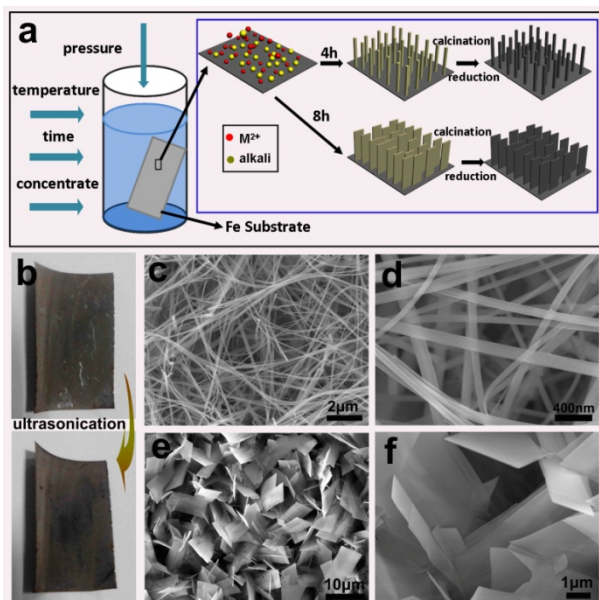 a
pressure
temperature
time
concentrate
Fe Substrate
M²⁺
alkali
4h
8h
calcination
reduction
calcination
reduction
b
ultrasonication
c
2μm
d
400nm
e
10μm
f
1μm